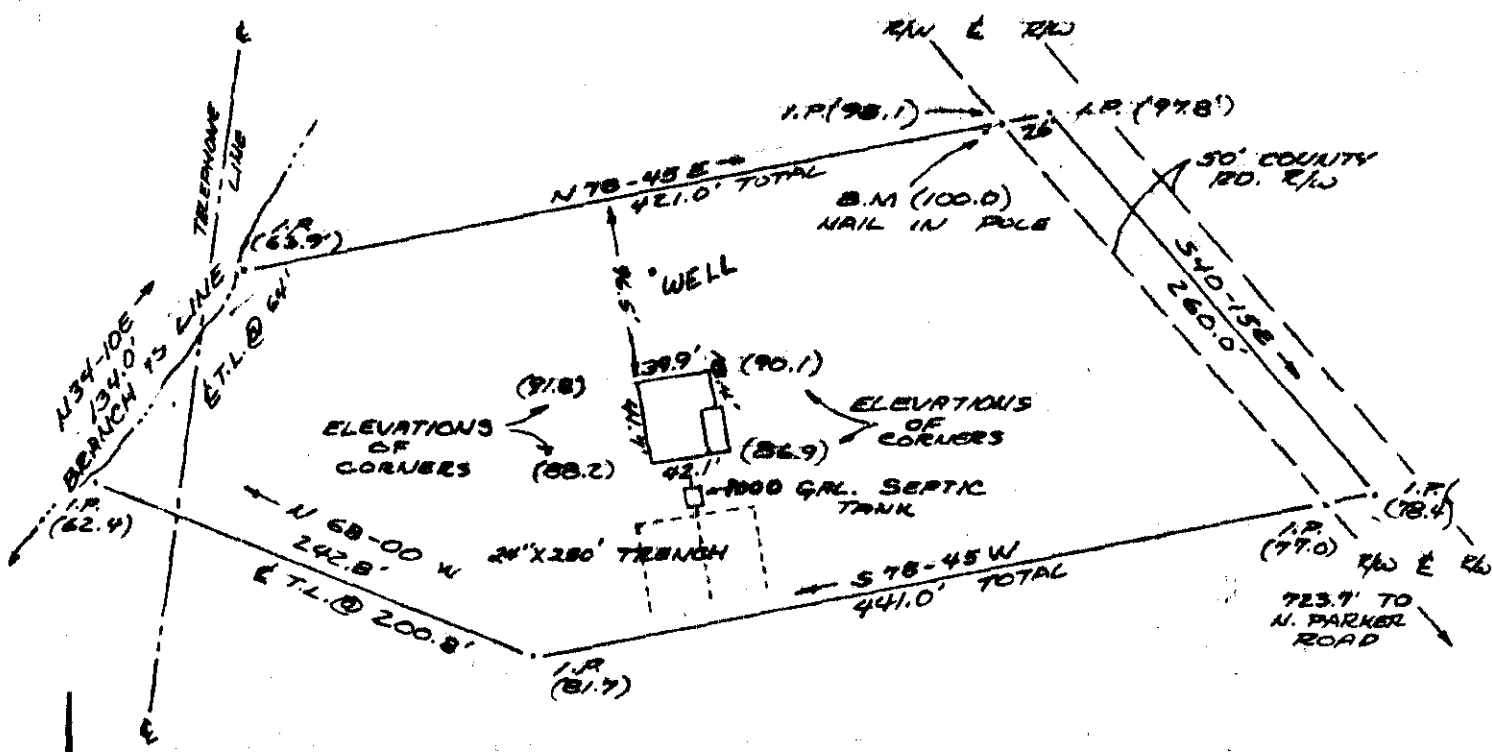 R/W ℄ R/W
℄
TELEPHONE
LINE
I.P. (98.1)
I.P. (97.8')
26'
50' COUNTY
RD. R/W
N 78-45 E
421.0' TOTAL
B.M (100.0)
NAIL IN POLE
I.P.
(63.9')
WELL
96.5'
S40-15E
260.0'
N34-10E
134.0'
BRANCH IS LINE
℄ T.L. @ 64'
39.9'
(90.1)
(91.8)
ELEVATIONS
OF
CORNERS
ELEVATIONS
OF
CORNERS
(88.2)
42.1'
(86.9)
1000 GAL. SEPTIC
TANK
I.P.
(62.4)
N 68-00 W
242.8'
℄ T.L. @ 200.8'
24"X280' TRENCH
S 78-45 W
441.0' TOTAL
I.P.
(78.4)
I.P.
(77.0)
R/W ℄ R/W
723.7' TO
N. PARKER
ROAD
I.P.
(81.7)
℄